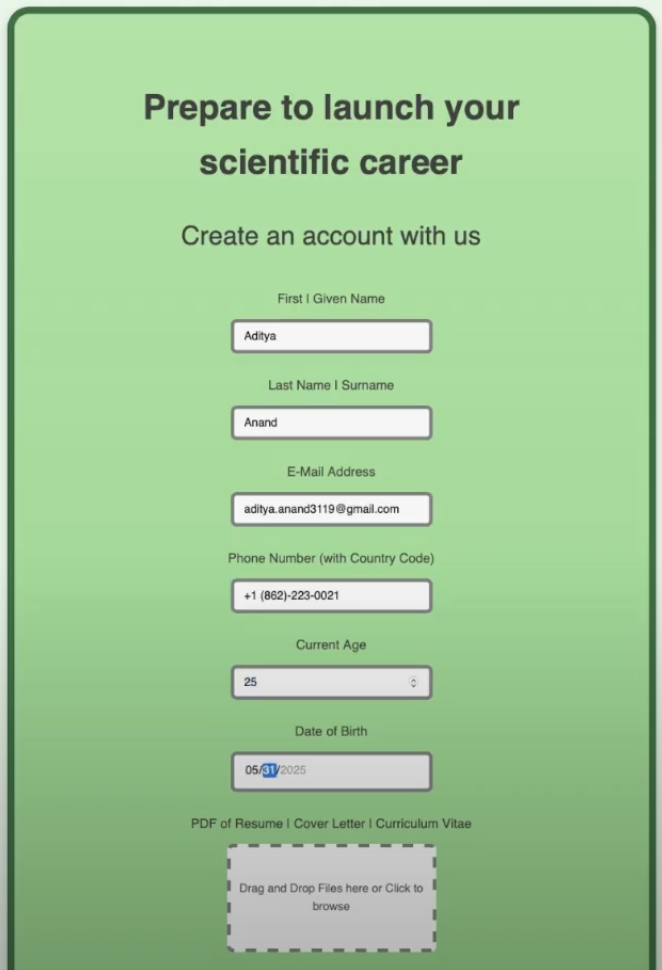 Prepare to launch your
scientific career
Create an account with us
First | Given Name
Aditya
Last Name | Surname
Anand
E-Mail Address
aditya.anand3119@gmail.com
Phone Number (with Country Code)
+1 (862)-223-0021
Current Age
25
Date of Birth
05/31/2025
PDF of Resume | Cover Letter | Curriculum Vitae
Drag and Drop Files here or Click to
browse